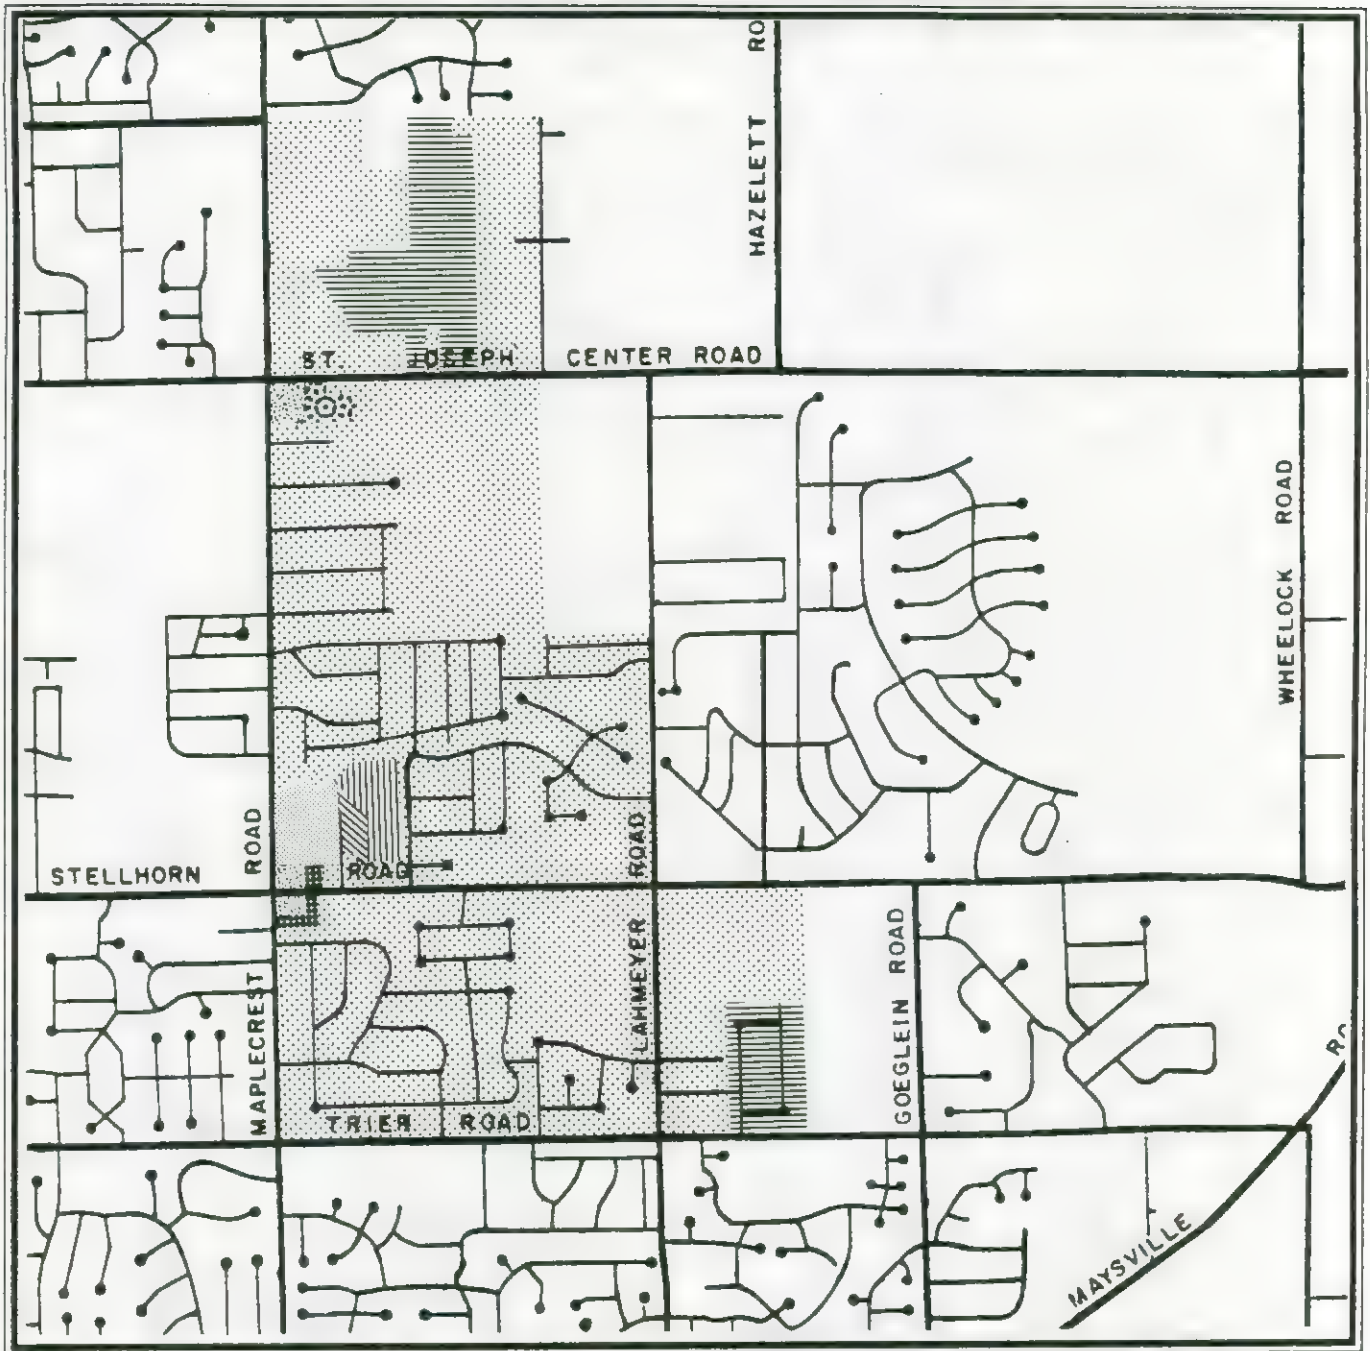 HAZELETT RO
ST. JOSEPH CENTER ROAD
WHEELOCK ROAD
STELLHORN ROAD
MAPLECREST ROAD
LAHMEYER ROAD
GOEGLEIN ROAD
TRIER ROAD
MAYSVILLE RO